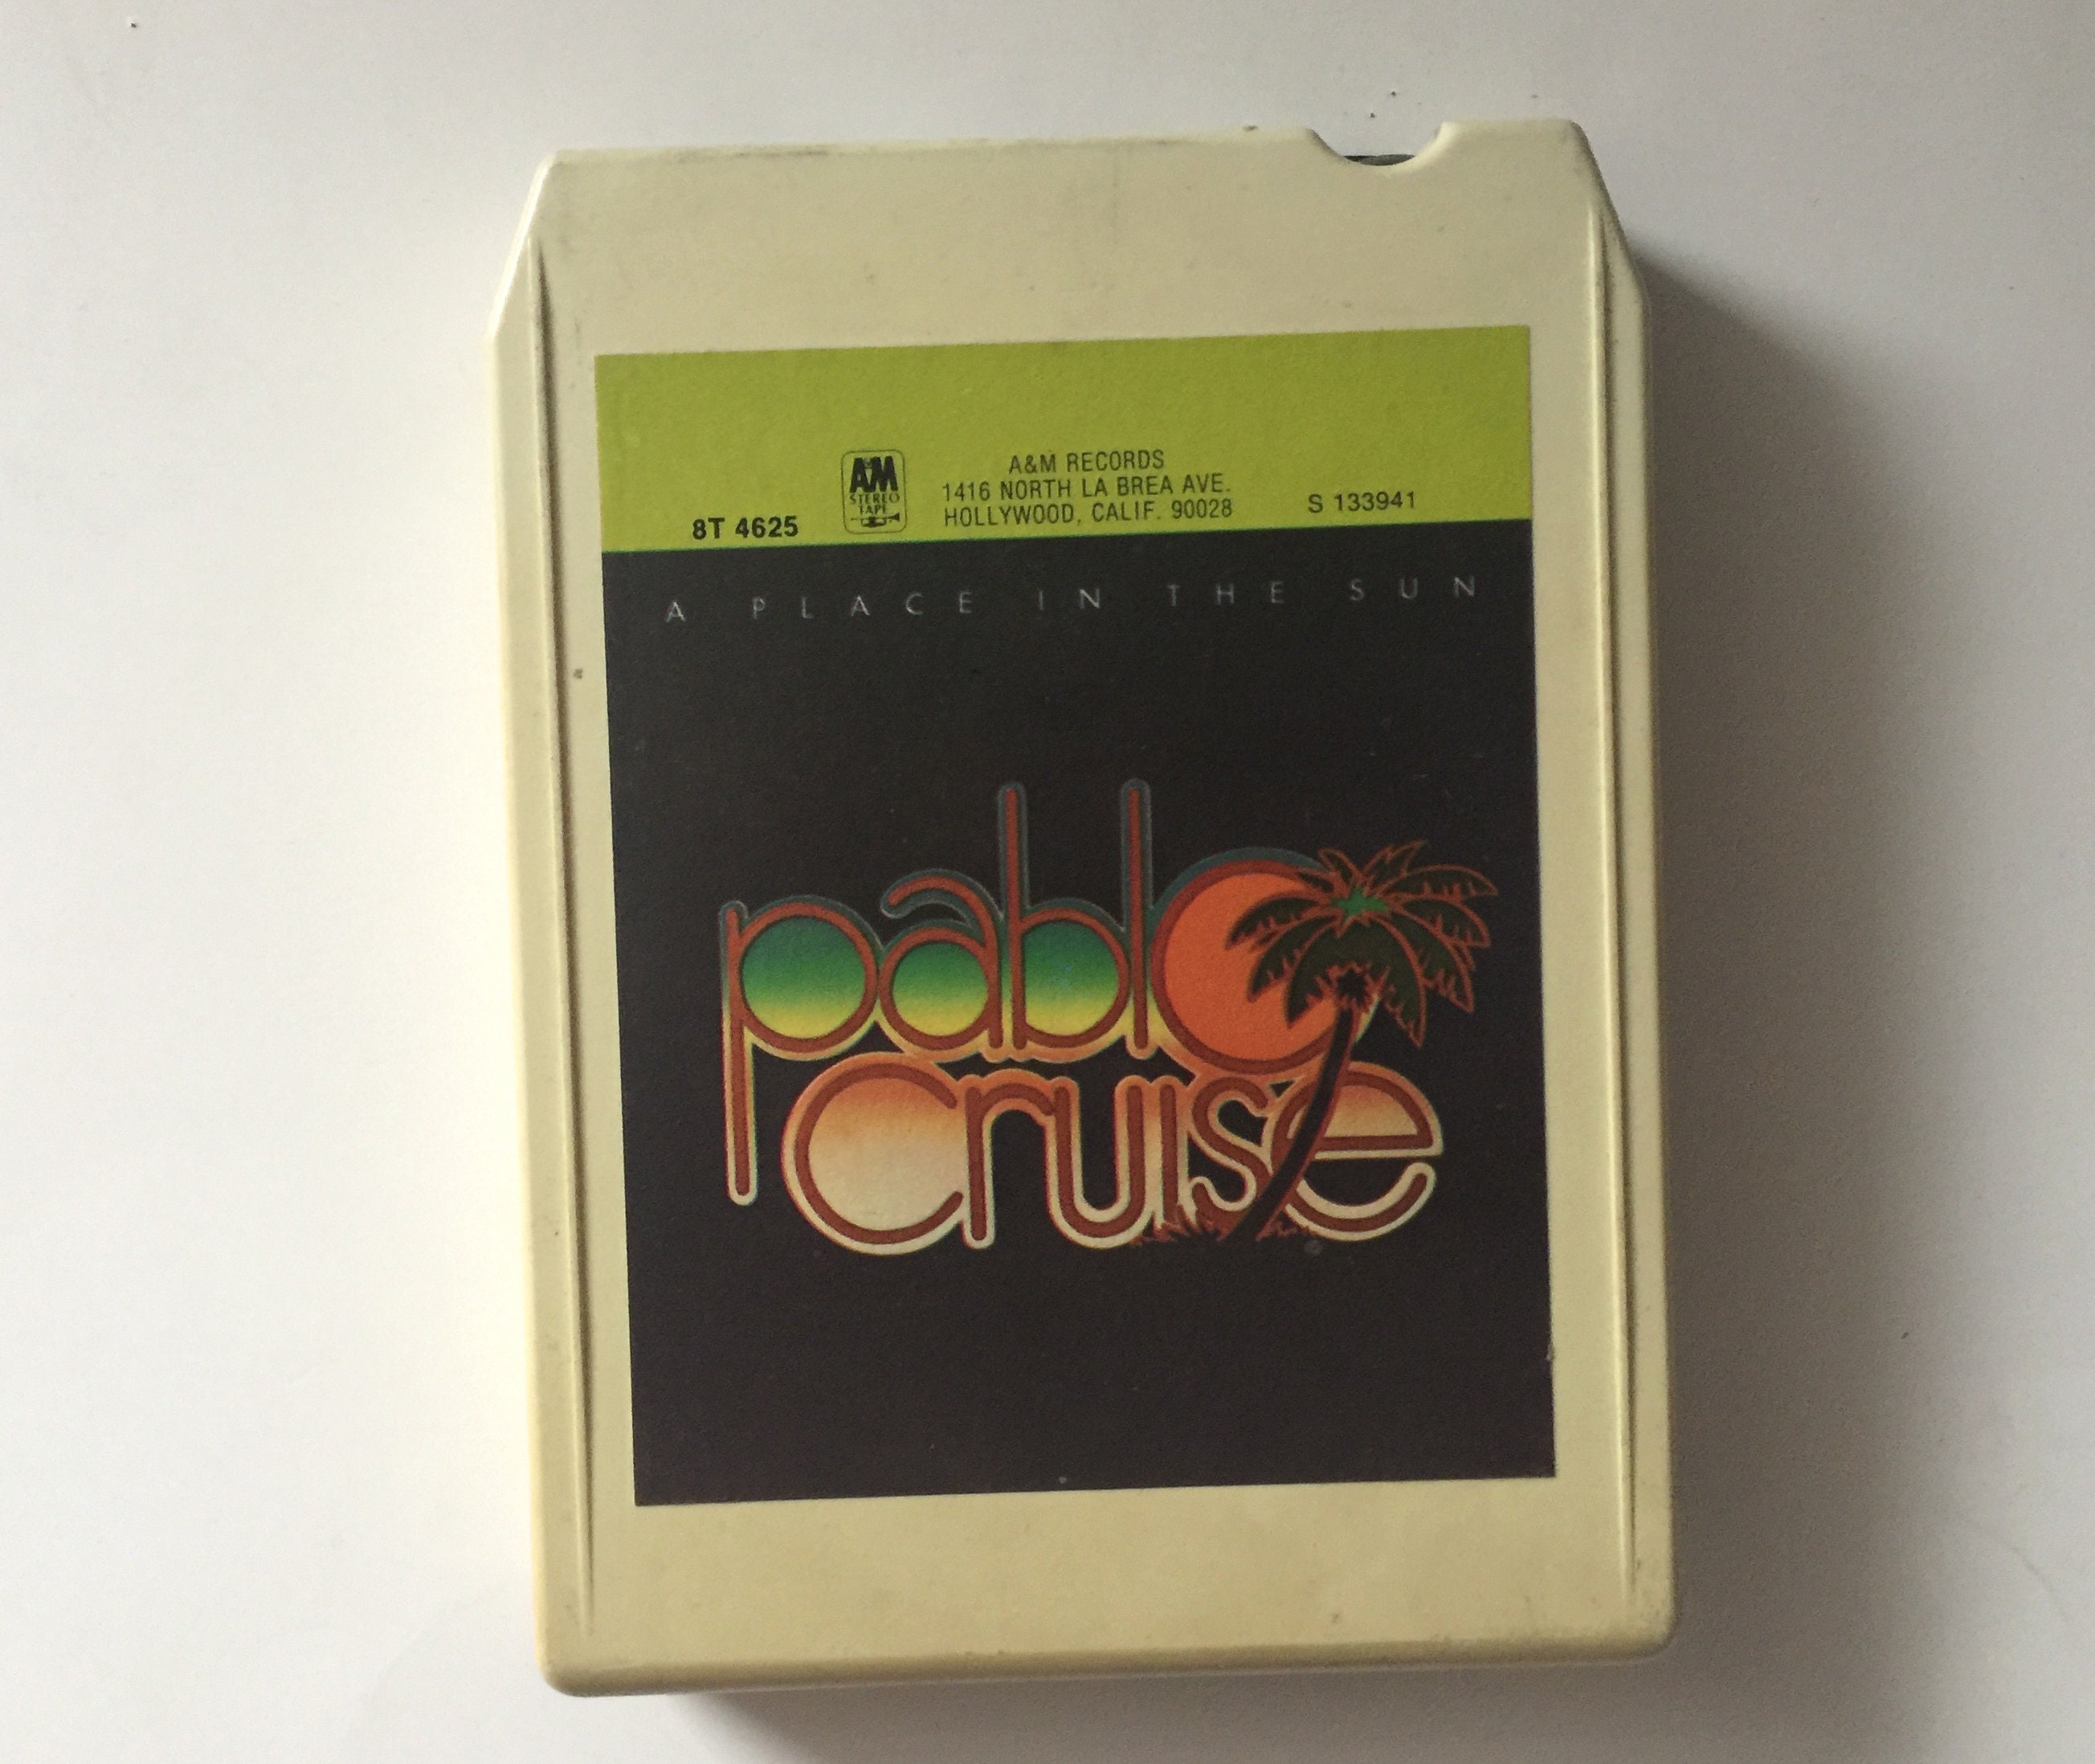 A&M RECORDS
1416 NORTH LA BREA AVE.
HOLLYWOOD, CALIF. 90028
AM
STEREO
TAPE
8T 4625
S 133941
A PLACE IN THE SUN
pablo
cruise